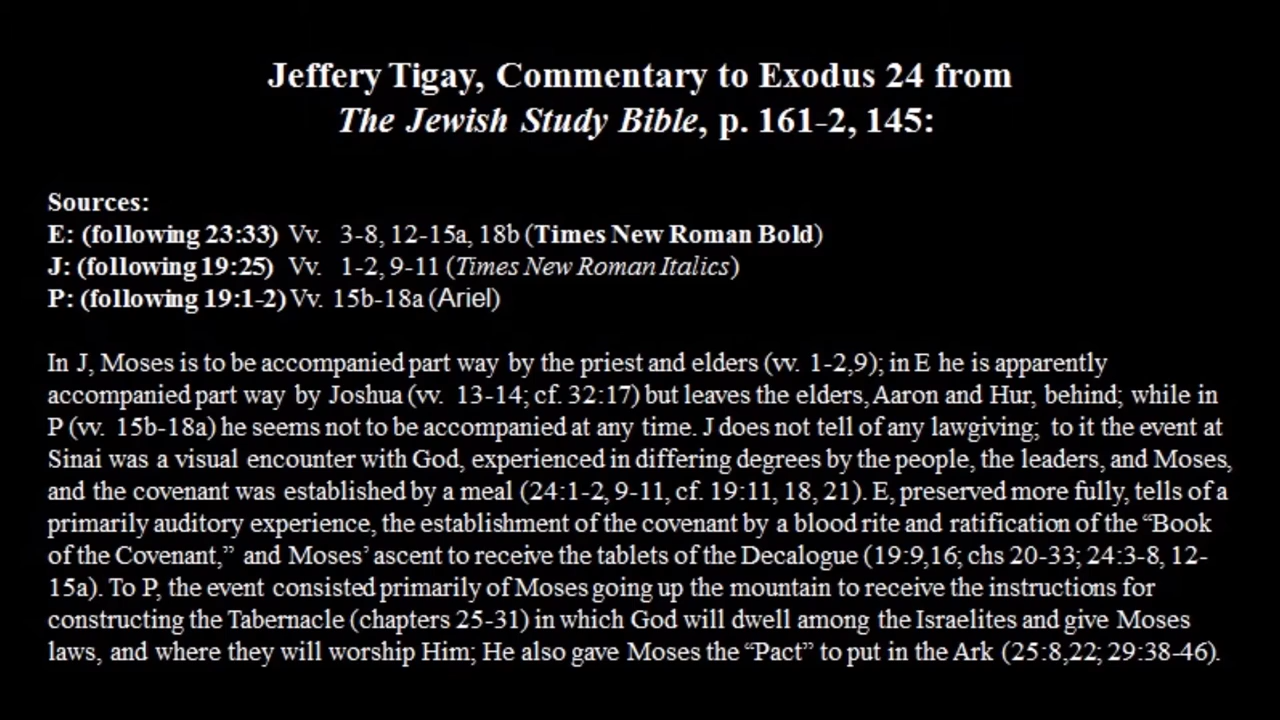 Jeffery Tigay, Commentary to Exodus 24 from
The Jewish Study Bible, p. 161-2, 145:
Sources:
E: (following 23:33) Vv. 3-8, 12-15a, 18b (Times New Roman Bold)
J: (following 19:25) Vv. 1-2, 9-11 (Times New Roman Italics)
P: (following 19:1-2) Vv. 15b-18a (Ariel)
In J, Moses is to be accompanied part way by the priest and elders (vv. 1-2,9); in E he is apparently
accompanied part way by Joshua (vv. 13-14; cf. 32:17) but leaves the elders, Aaron and Hur, behind; while in
P (vv. 15b-18a) he seems not to be accompanied at any time. J does not tell of any lawgiving; to it the event at
Sinai was a visual encounter with God, experienced in differing degrees by the people, the leaders, and Moses,
and the covenant was established by a meal (24:1-2, 9-11, cf. 19:11, 18, 21). E, preserved more fully, tells of a
primarily auditory experience, the establishment of the covenant by a blood rite and ratification of the “Book
of the Covenant,” and Moses’ ascent to receive the tablets of the Decalogue (19:9,16; chs 20-33; 24:3-8, 12-
15a). To P, the event consisted primarily of Moses going up the mountain to receive the instructions for
constructing the Tabernacle (chapters 25-31) in which God will dwell among the Israelites and give Moses
laws, and where they will worship Him; He also gave Moses the “Pact” to put in the Ark (25:8,22; 29:38-46).